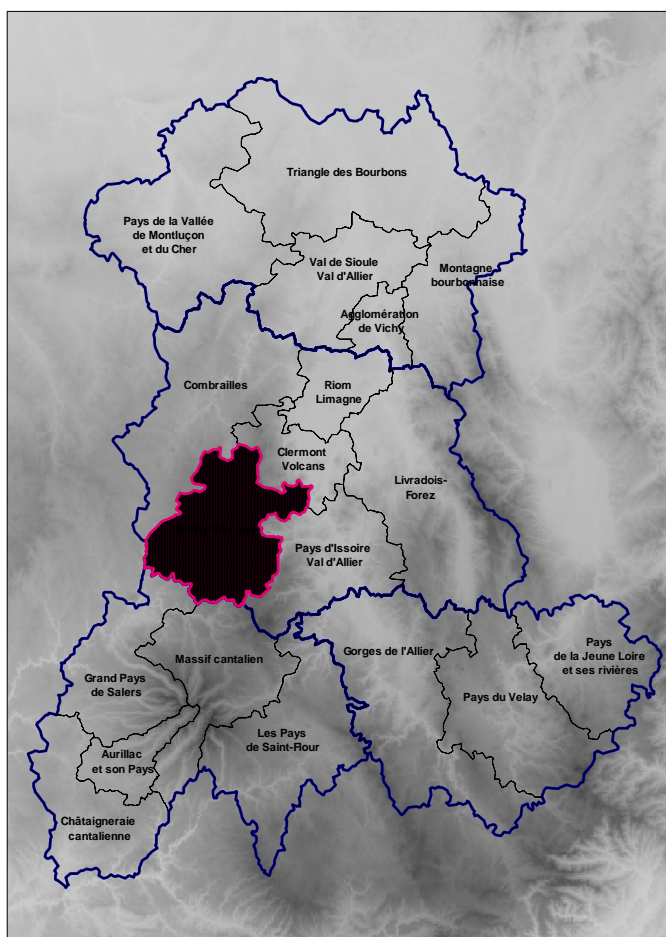 Triangle des Bourbons
Pays de la Vallée
de Montluçon
et du Cher
Val de Sioule
Val d'Allier
Montagne
bourbonnaise
Agglomération
de Vichy
Combrailles
Riom
Limagne
Clermont
Volcans
Livradois-
Forez
Pays d'Issoire
Val d'Allier
Massif cantalien
Gorges de l'Allier
Pays
de la Jeune Loire
et ses rivières
Grand Pays
de Salers
Pays du Velay
Les Pays
de Saint-Flour
Aurillac
et son Pays
Châtaigneraie
cantalienne